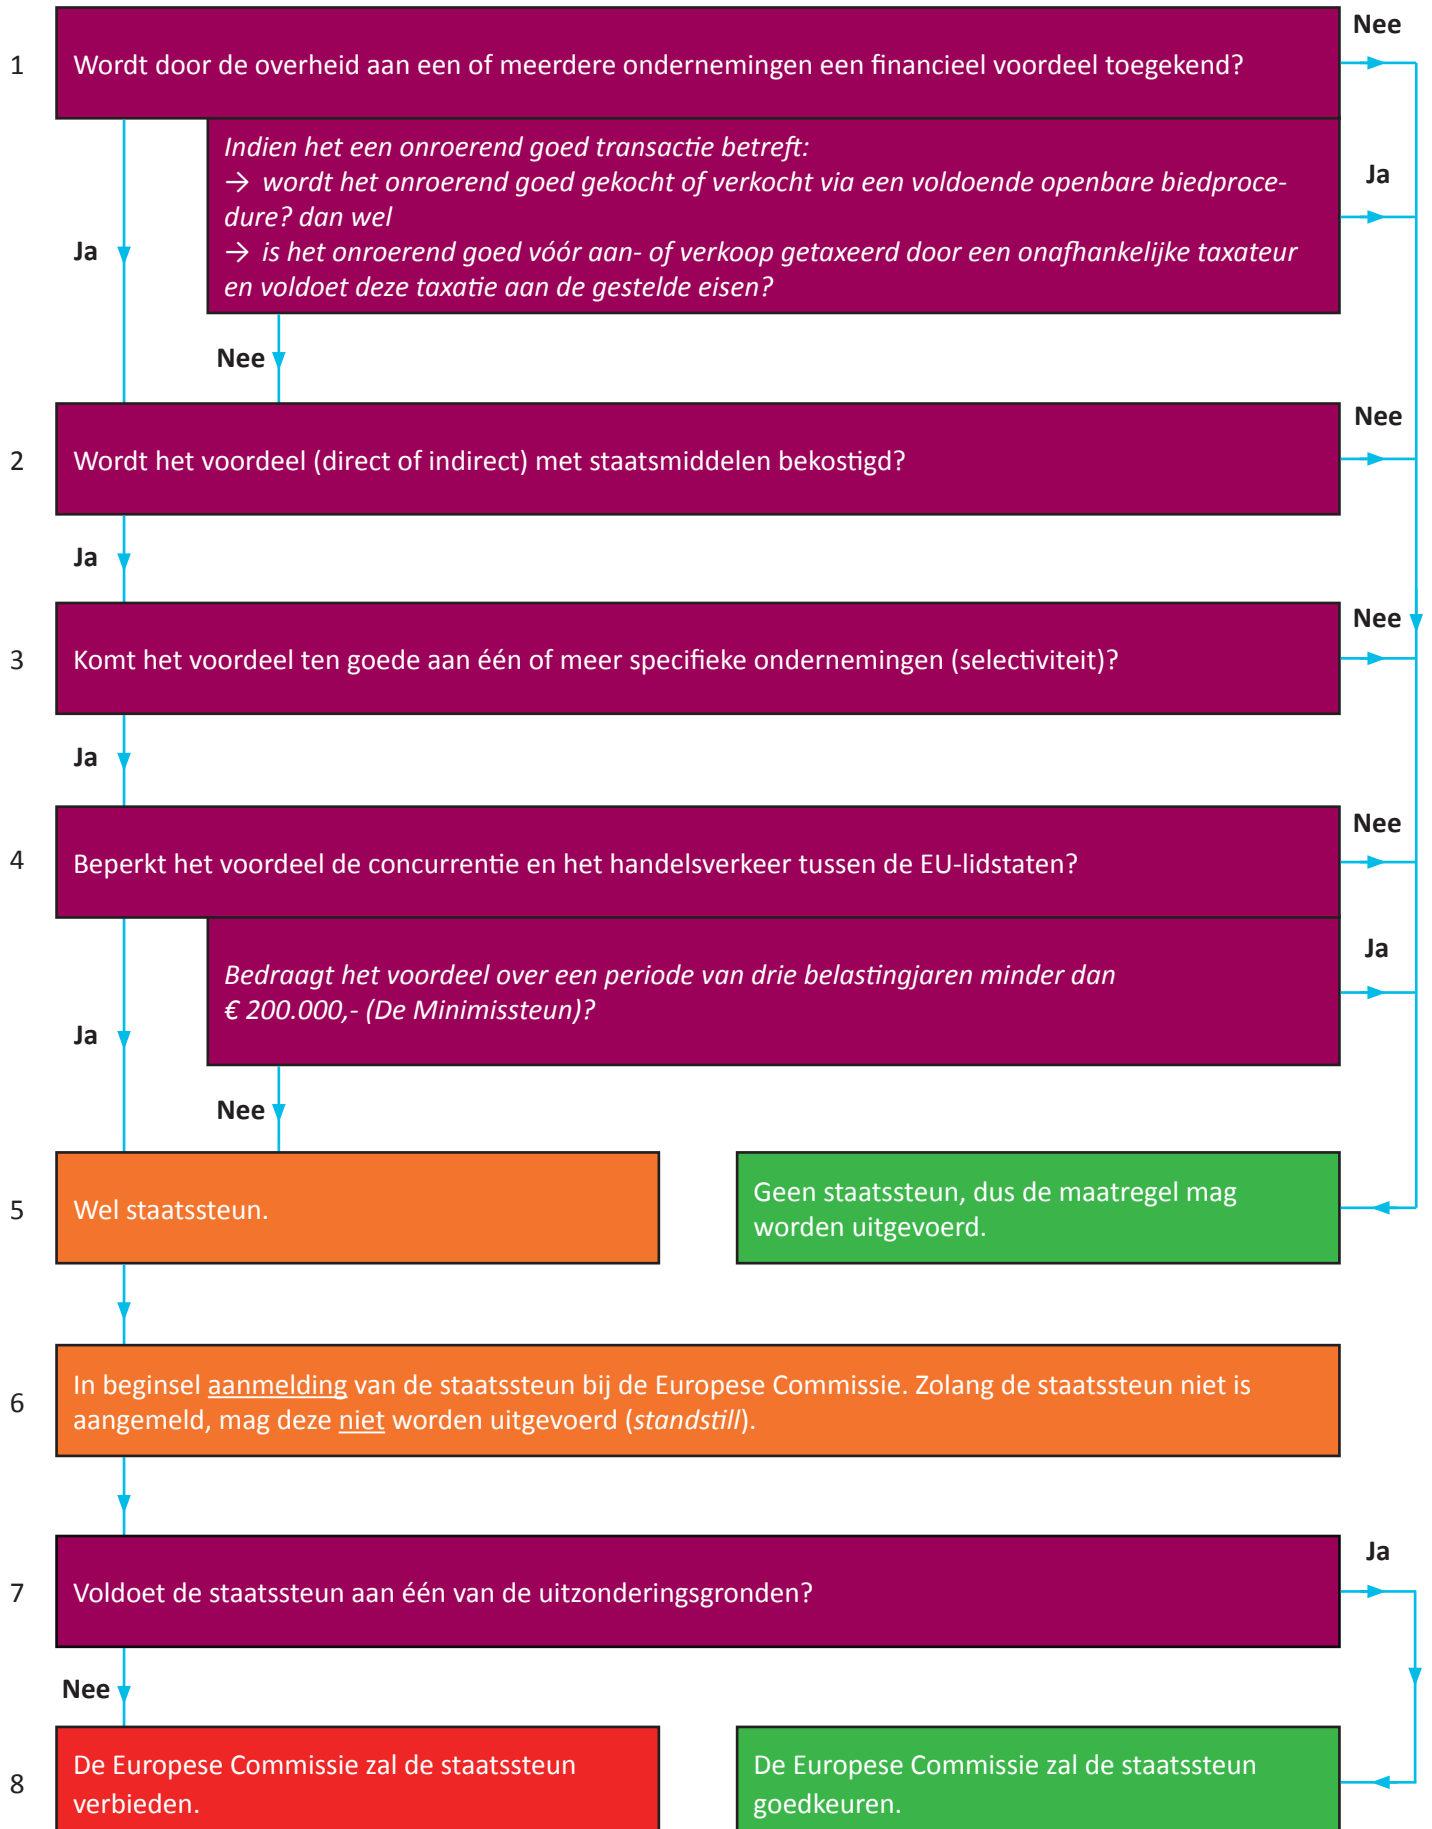 Nee
1
Wordt door de overheid aan een of meerdere ondernemingen een financieel voordeel toegekend?
Indien het een onroerend goed transactie betreft:
→ wordt het onroerend goed gekocht of verkocht via een voldoende openbare biedproce-
dure? dan wel
→ is het onroerend goed vóór aan- of verkoop getaxeerd door een onafhankelijke taxateur
en voldoet deze taxatie aan de gestelde eisen?
Ja
Ja
Nee
Nee
2
Wordt het voordeel (direct of indirect) met staatsmiddelen bekostigd?
Ja
Nee
3
Komt het voordeel ten goede aan één of meer specifieke ondernemingen (selectiviteit)?
Ja
Nee
4
Beperkt het voordeel de concurrentie en het handelsverkeer tussen de EU-lidstaten?
Ja
Bedraagt het voordeel over een periode van drie belastingjaren minder dan
€ 200.000,- (De Minimissteun)?
Ja
Nee
5
Wel staatssteun.
Geen staatssteun, dus de maatregel mag
worden uitgevoerd.
6
In beginsel aanmelding van de staatssteun bij de Europese Commissie. Zolang de staatssteun niet is
aangemeld, mag deze niet worden uitgevoerd (standstill).
Ja
7
Voldoet de staatssteun aan één van de uitzonderingsgronden?
Nee
8
De Europese Commissie zal de staatssteun
verbieden.
De Europese Commissie zal de staatssteun
goedkeuren.